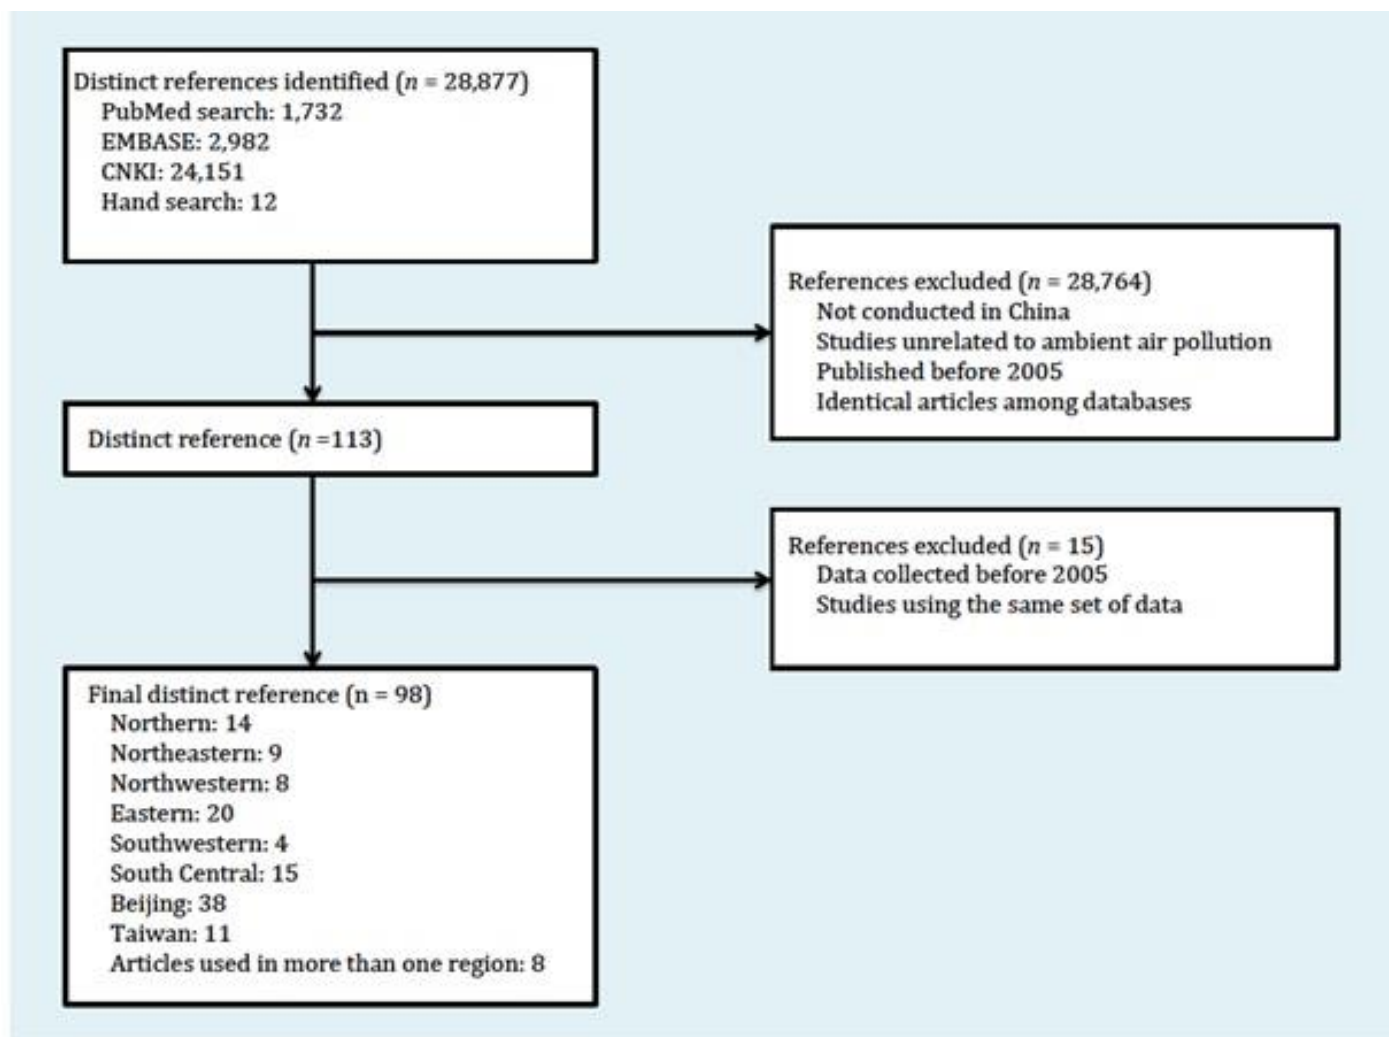 Distinct references identified (n = 28,877)
PubMed search: 1,732
EMBASE: 2,982
CNKI: 24,151
Hand search: 12
References excluded (n = 28,764)
Not conducted in China
Studies unrelated to ambient air pollution
Published before 2005
Identical articles among databases
Distinct reference (n =113)
References excluded (n = 15)
Data collected before 2005
Studies using the same set of data
Final distinct reference (n = 98)
Northern: 14
Northeastern: 9
Northwestern: 8
Eastern: 20
Southwestern: 4
South Central: 15
Beijing: 38
Taiwan: 11
Articles used in more than one region: 8